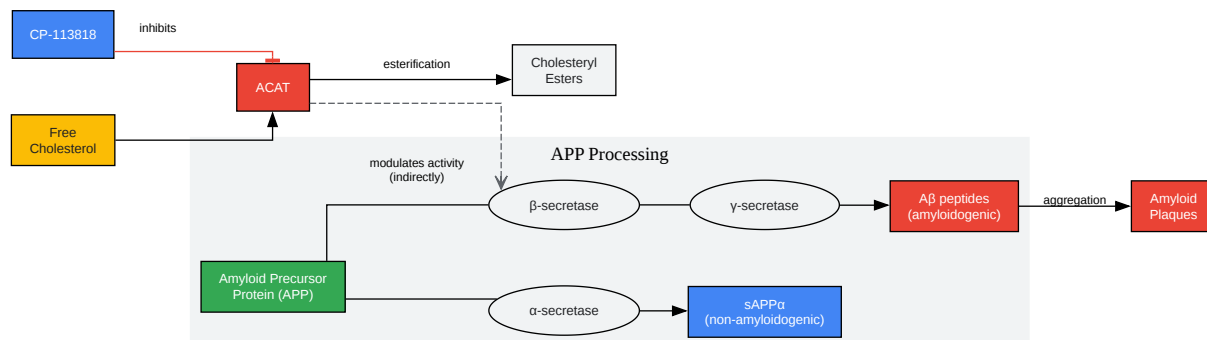 CP-113818
inhibits
ACAT
esterification
Cholesteryl
Esters
Free
Cholesterol
APP Processing
modulates activity
(indirectly)
β-secretase
γ-secretase
Aβ peptides
(amyloidogenic)
aggregation
Amyloid
Plaques
Amyloid Precursor
Protein (APP)
α-secretase
sAPPα
(non-amyloidogenic)